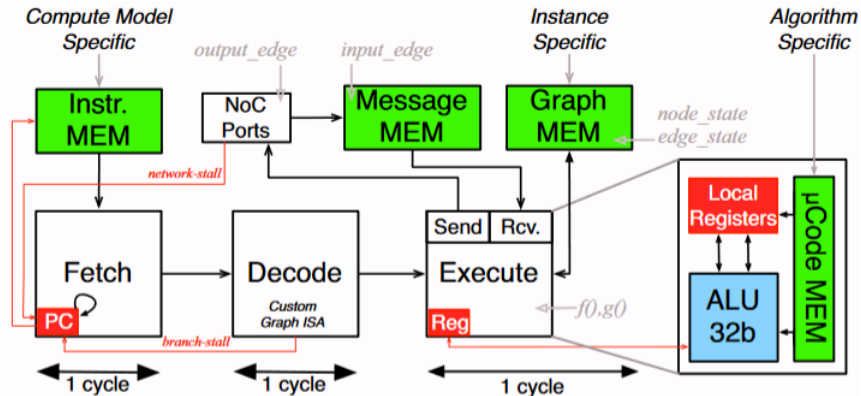 Compute Model
Specific
Instance
Specific
Algorithm
Specific
output_edge
input_edge
Instr.
MEM
NoC
Ports
Message
MEM
Graph
MEM
node_state
edge_state
network-stall
Fetch
PC
Decode
Custom
Graph ISA
branch-stall
Send
Rcv.
Execute
Reg
f(),g()
Local
Registers
ALU
32b
μCode MEM
1 cycle
1 cycle
1 cycle